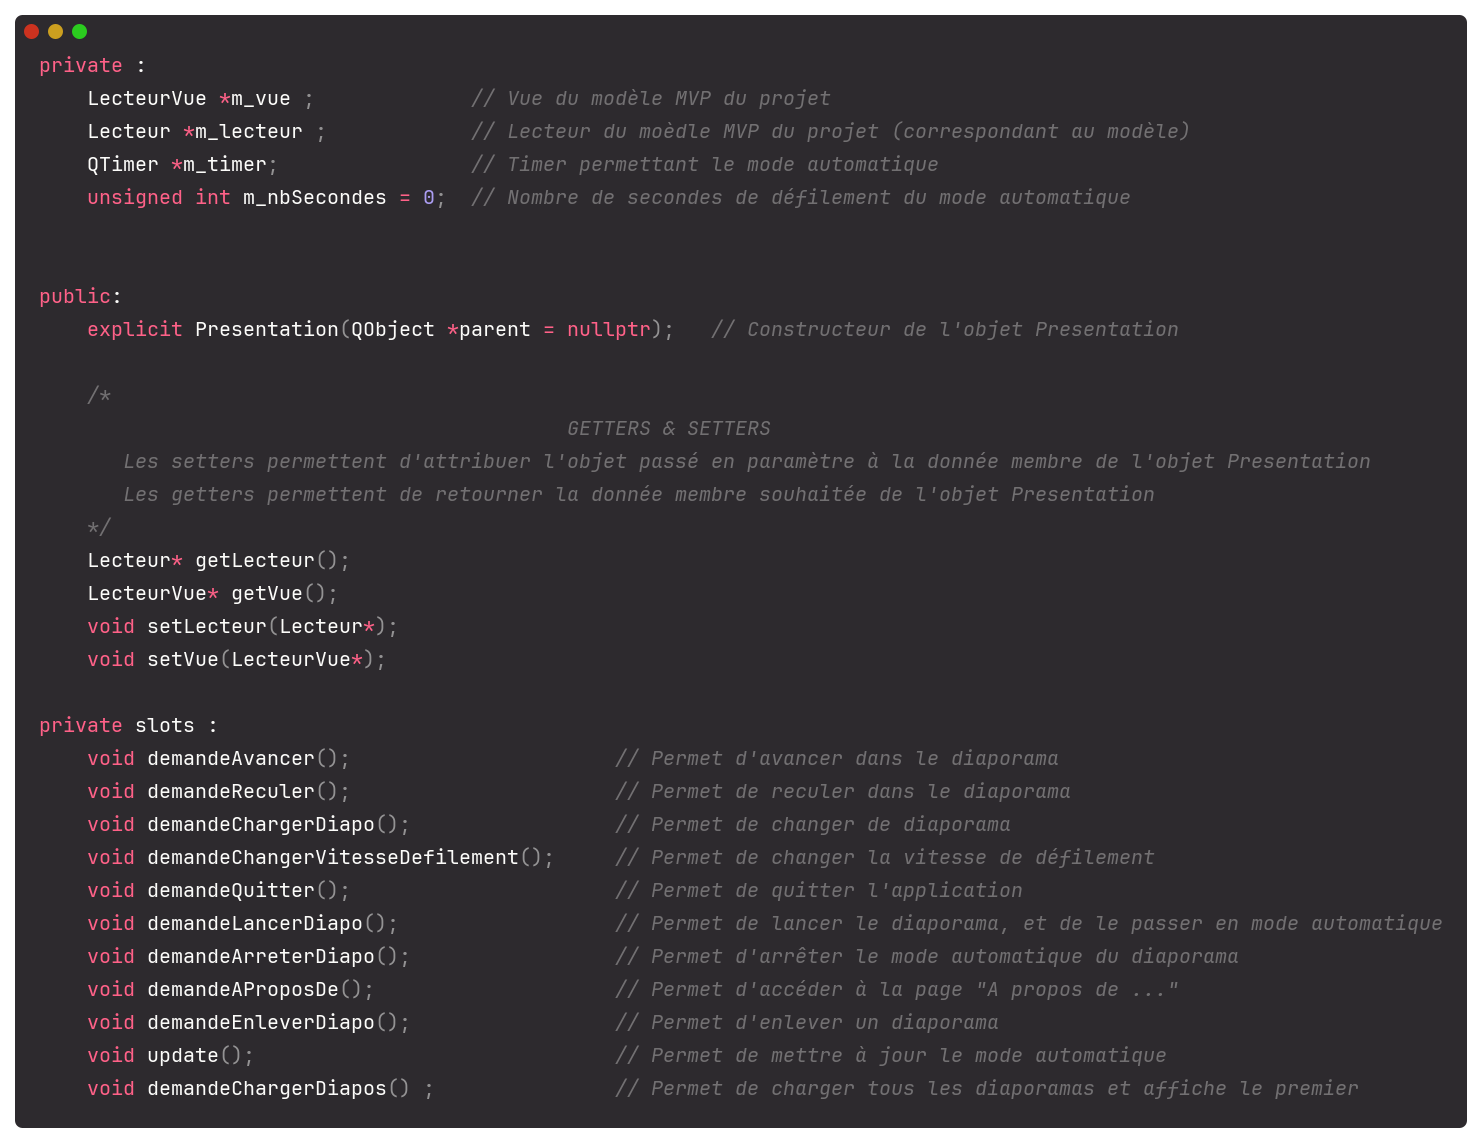 private :
    LecteurVue *m_vue ;             // Vue du modèle MVP du projet
    Lecteur *m_lecteur ;            // Lecteur du moèdle MVP du projet (correspondant au modèle)
    QTimer *m_timer;                // Timer permettant le mode automatique
    unsigned int m_nbSecondes = 0;  // Nombre de secondes de défilement du mode automatique
public:
    explicit Presentation(QObject *parent = nullptr);   // Constructeur de l'objet Presentation
    /*
                                            GETTERS & SETTERS
       Les setters permettent d'attribuer l'objet passé en paramètre à la donnée membre de l'objet Presentation
       Les getters permettent de retourner la donnée membre souhaitée de l'objet Presentation
    */
    Lecteur* getLecteur();
    LecteurVue* getVue();
    void setLecteur(Lecteur*);
    void setVue(LecteurVue*);
private slots :
    void demandeAvancer();                      // Permet d'avancer dans le diaporama
    void demandeReculer();                      // Permet de reculer dans le diaporama
    void demandeChargerDiapo();                 // Permet de changer de diaporama
    void demandeChangerVitesseDefilement();     // Permet de changer la vitesse de défilement
    void demandeQuitter();                      // Permet de quitter l'application
    void demandeLancerDiapo();                  // Permet de lancer le diaporama, et de le passer en mode automatique
    void demandeArreterDiapo();                 // Permet d'arrêter le mode automatique du diaporama
    void demandeAProposDe();                    // Permet d'accéder à la page "A propos de ..."
    void demandeEnleverDiapo();                 // Permet d'enlever un diaporama
    void update();                              // Permet de mettre à jour le mode automatique
    void demandeChargerDiapos() ;               // Permet de charger tous les diaporamas et affiche le premier